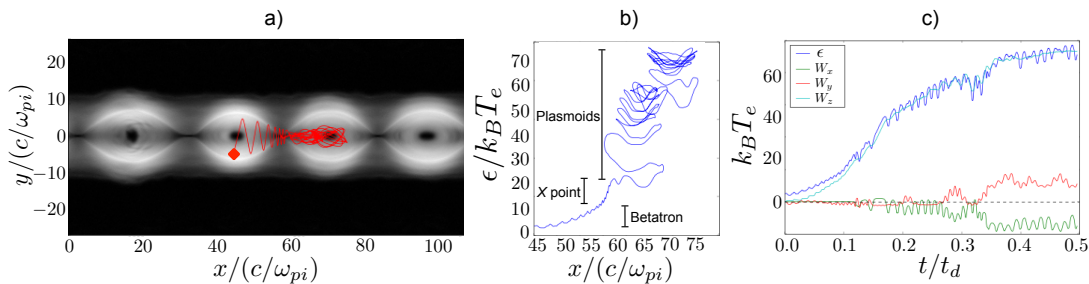 a)
y/(c/ω_pi)
20
10
0
−10
−20
0
20
40
60
80
100
x/(c/ω_pi)
b)
ϵ/k_BT_e
70
60
50
40
30
20
10
0
Plasmoids
X point
Betatron
45 50 55 60 65 70 75
x/(c/ω_pi)
c)
k_BT_e
60
40
20
0
ϵ
W_x
W_y
W_z
0.0 0.1 0.2 0.3 0.4 0.5
t/t_d